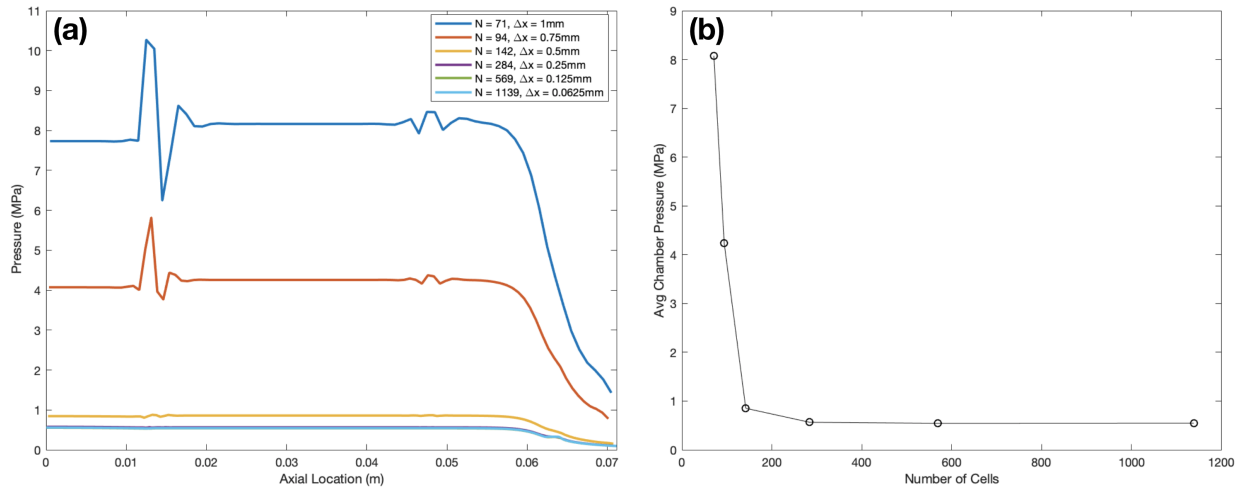 (a)
11
10
9
8
7
6
5
4
3
2
1
0
Pressure (MPa)
N = 71, Δx = 1mm
N = 94, Δx = 0.75mm
N = 142, Δx = 0.5mm
N = 284, Δx = 0.25mm
N = 569, Δx = 0.125mm
N = 1139, Δx = 0.0625mm
0 0.01 0.02 0.03 0.04 0.05 0.06 0.07
Axial Location (m)
(b)
9
8
7
6
5
4
3
2
1
0
Avg Chamber Pressure (MPa)
0 200 400 600 800 1000 1200
Number of Cells